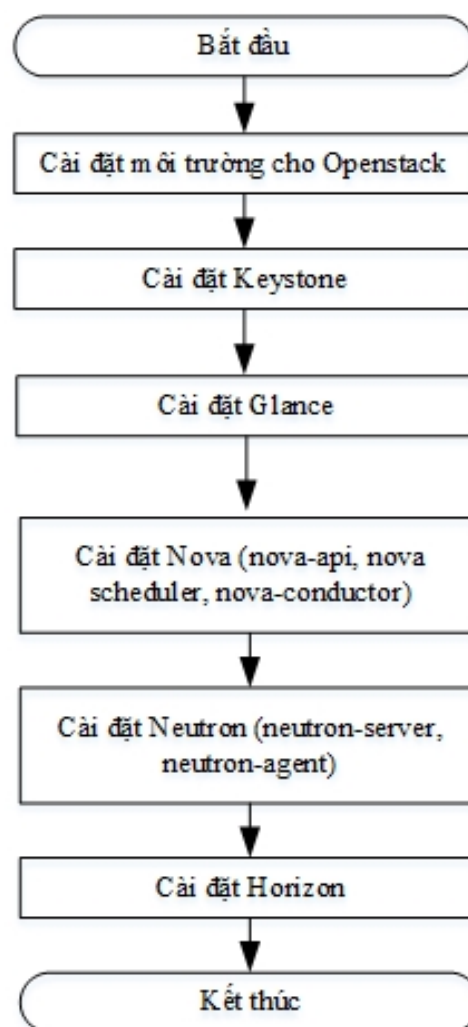 Bắt đầu
Cài đặt môi trường cho Openstack
Cài đặt Keystone
Cài đặt Glance
Cài đặt Nova (nova-api, nova
scheduler, nova-conductor)
Cài đặt Neutron (neutron-server,
neutron-agent)
Cài đặt Horizon
Kết thúc